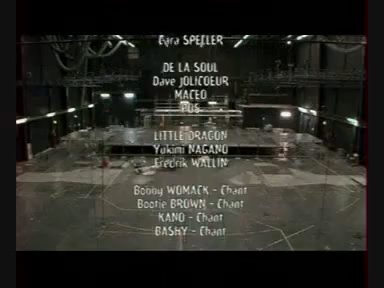 Cara SPELLER
DE LA SOUL
Dave JOLICOEUR
MACEO
POS
LITTLE DRAGON
Yukimi NAGANO
Fredrik WALLIN
Bobby WOMACK - Chant
Bootie BROWN - Chant
KANO - Chant
BASHY - Chant